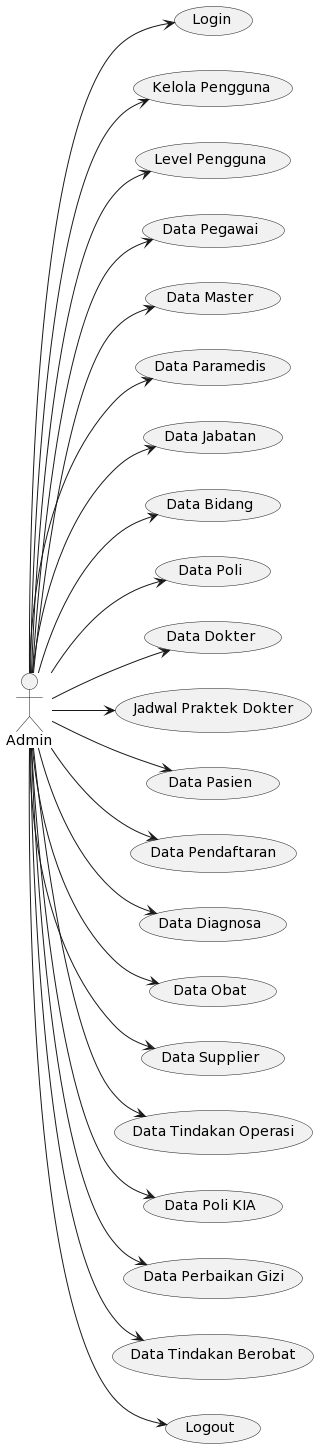 Login
Kelola Pengguna
Level Pengguna
Data Pegawai
Data Master
Data Paramedis
Data Jabatan
Data Bidang
Data Poli
Data Dokter
Jadwal Praktek Dokter
Admin
Data Pasien
Data Pendaftaran
Data Diagnosa
Data Obat
Data Supplier
Data Tindakan Operasi
Data Poli KIA
Data Perbaikan Gizi
Data Tindakan Berobat
Logout